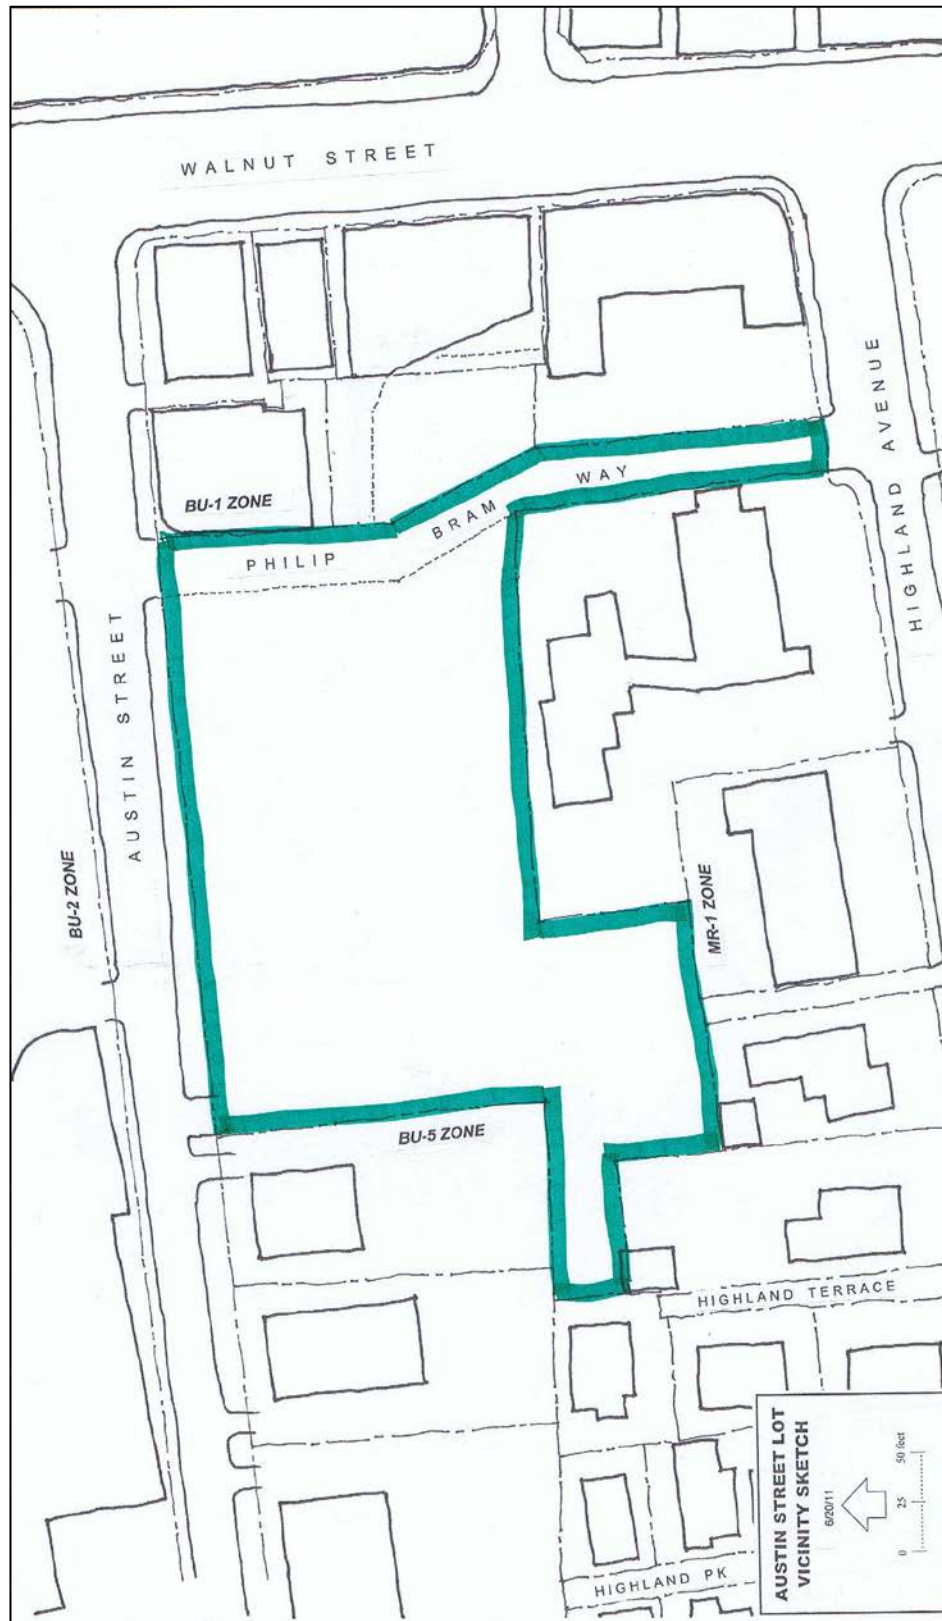 WALNUT STREET
HIGHLAND AVENUE
BU-1 ZONE
PHILIP BRAM WAY
AUSTIN STREET
BU-2 ZONE
MR-1 ZONE
BU-5 ZONE
HIGHLAND TERRACE
HIGHLAND PK
AUSTIN STREET LOT
VICINITY SKETCH
6/20/11
0 25 50 feet